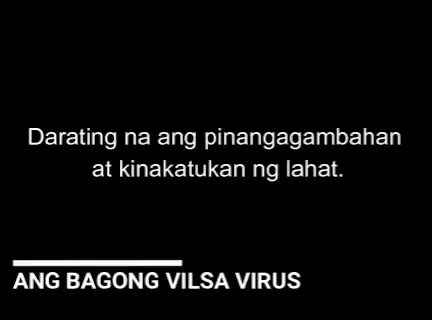 Darating na ang pinangagambahan
at kinakatukan ng lahat.
ANG BAGONG VILSA VIRUS